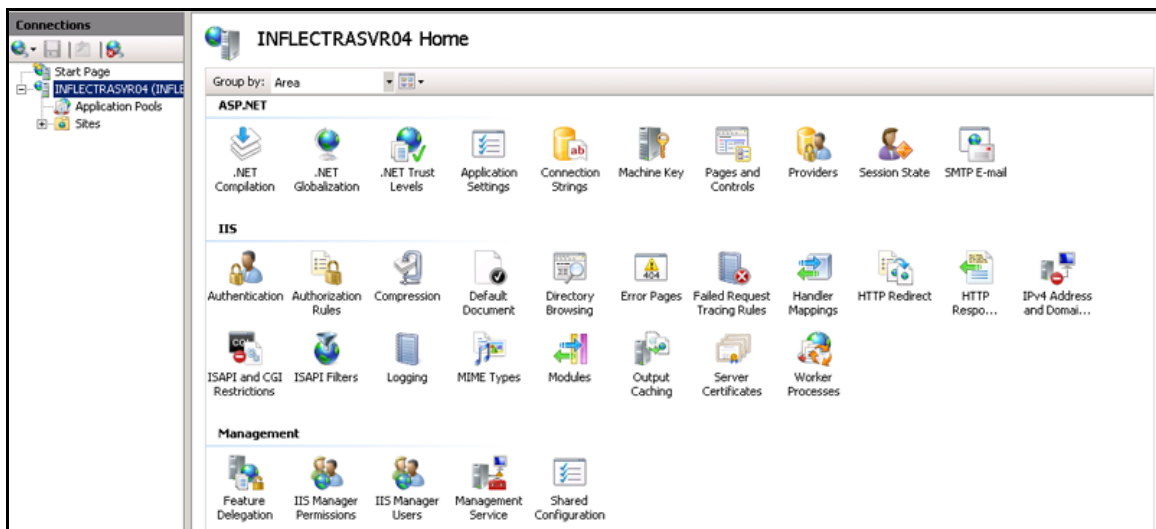 Connections
Start Page
INFLECTRASVR04 (INFLE
Application Pools
Sites
INFLECTRASVR04 Home
Group by: Area
ASP.NET
.NET Compilation
.NET Globalization
.NET Trust Levels
Application Settings
ab
Connection Strings
Machine Key
Pages and Controls
Providers
Session State
SMTP E-mail
IIS
Authentication
Authorization Rules
Compression
Default Document
Directory Browsing
404
Error Pages
Failed Request Tracing Rules
Handler Mappings
HTTP Redirect
HTTP Respo...
IPv4 Address and Domai...
ISAPI and CGI Restrictions
ISAPI Filters
Logging
MIME Types
Modules
Output Caching
Server Certificates
Worker Processes
Management
Feature Delegation
IIS Manager Permissions
IIS Manager Users
Management Service
Shared Configuration